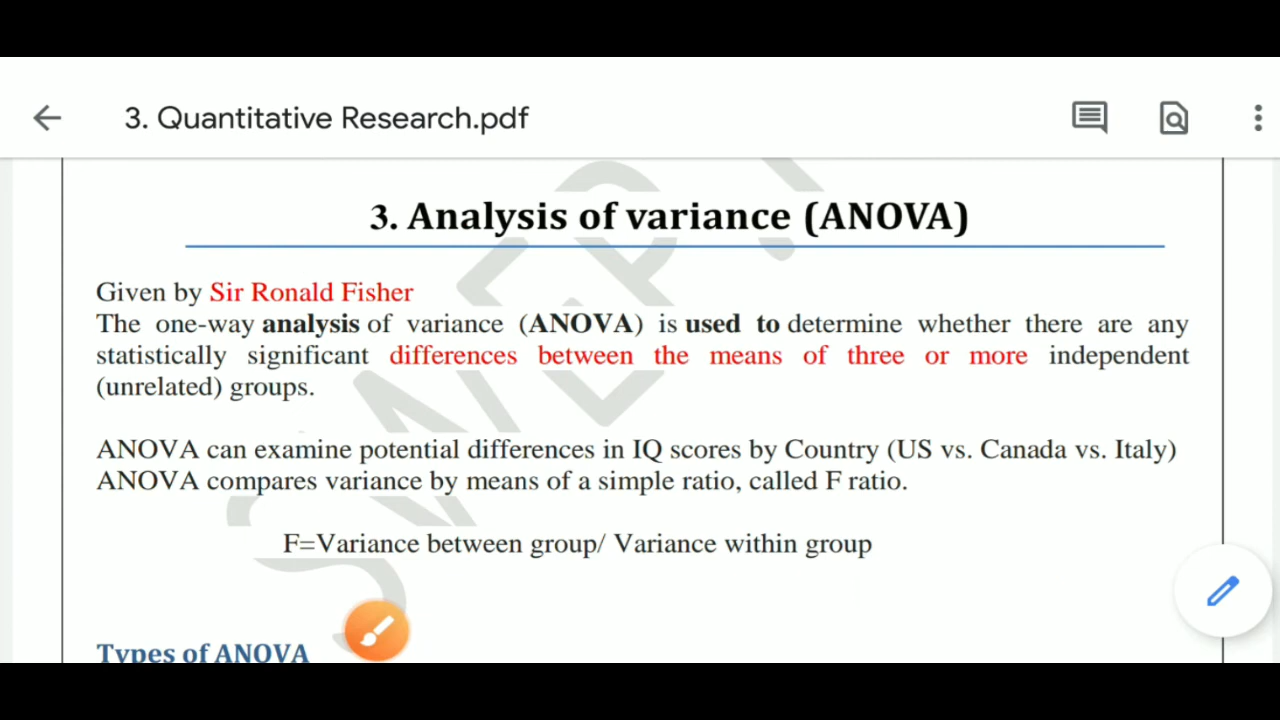 3. Quantitative Research.pdf
3. Analysis of variance (ANOVA)
Given by Sir Ronald Fisher
The one-way analysis of variance (ANOVA) is used to determine whether there are any
statistically significant differences between the means of three or more independent
(unrelated) groups.
ANOVA can examine potential differences in IQ scores by Country (US vs. Canada vs. Italy)
ANOVA compares variance by means of a simple ratio, called F ratio.
F=Variance between group/ Variance within group
Types of ANOVA